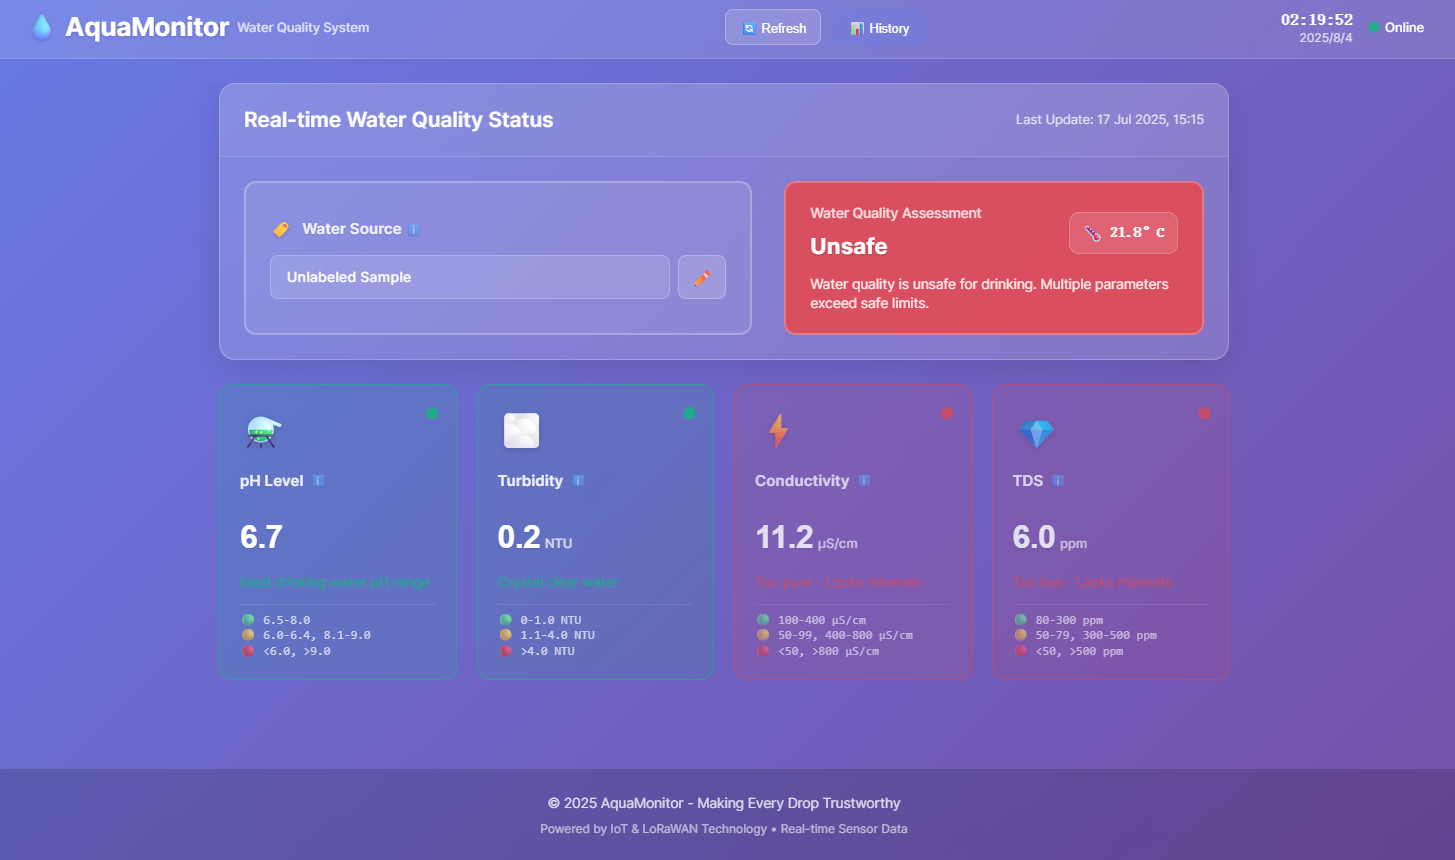 AquaMonitor Water Quality System
Refresh
History
02:19:52
2025/8/4
Online
Real-time Water Quality Status
Last Update: 17 Jul 2025, 15:15
Water Source
Unlabeled Sample
Water Quality Assessment
Unsafe
21.8° C
Water quality is unsafe for drinking. Multiple parameters
exceed safe limits.
pH Level
6.7
Ideal drinking water pH range
6.5-8.0
6.0-6.4, 8.1-9.0
<6.0, >9.0
Turbidity
0.2 NTU
Crystal clear water
0-1.0 NTU
1.1-4.0 NTU
>4.0 NTU
Conductivity
11.2 µS/cm
Too pure - Lacks minerals
100-400 µS/cm
50-99, 400-800 µS/cm
<50, >800 µS/cm
TDS
6.0 ppm
Too low - Lacks minerals
80-300 ppm
50-79, 300-500 ppm
<50, >500 ppm
© 2025 AquaMonitor - Making Every Drop Trustworthy
Powered by IoT & LoRaWAN Technology • Real-time Sensor Data